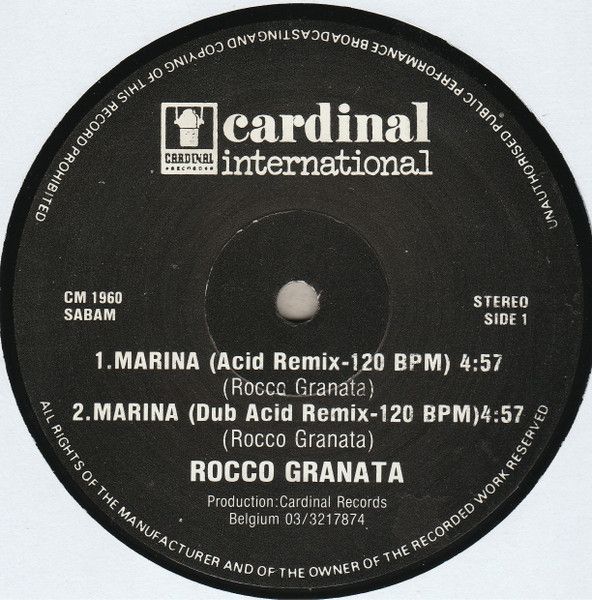 UNAUTHORISED PUBLIC PERFORMANCE BROADCASTING AND COPYING OF THIS RECORD PROHIBITED
CARDINAL
RECORDS
cardinal
international
CM 1960
SABAM
STEREO
SIDE 1
1.MARINA (Acid Remix-120 BPM) 4:57
(Rocco Granata)
2.MARINA (Dub Acid Remix-120 BPM)4:57
(Rocco Granata)
ROCCO GRANATA
Production:Cardinal Records
Belgium 03/3217874
ALL RIGHTS OF THE MANUFACTURER AND OF THE OWNER OF THE RECORDED WORK RESERVED